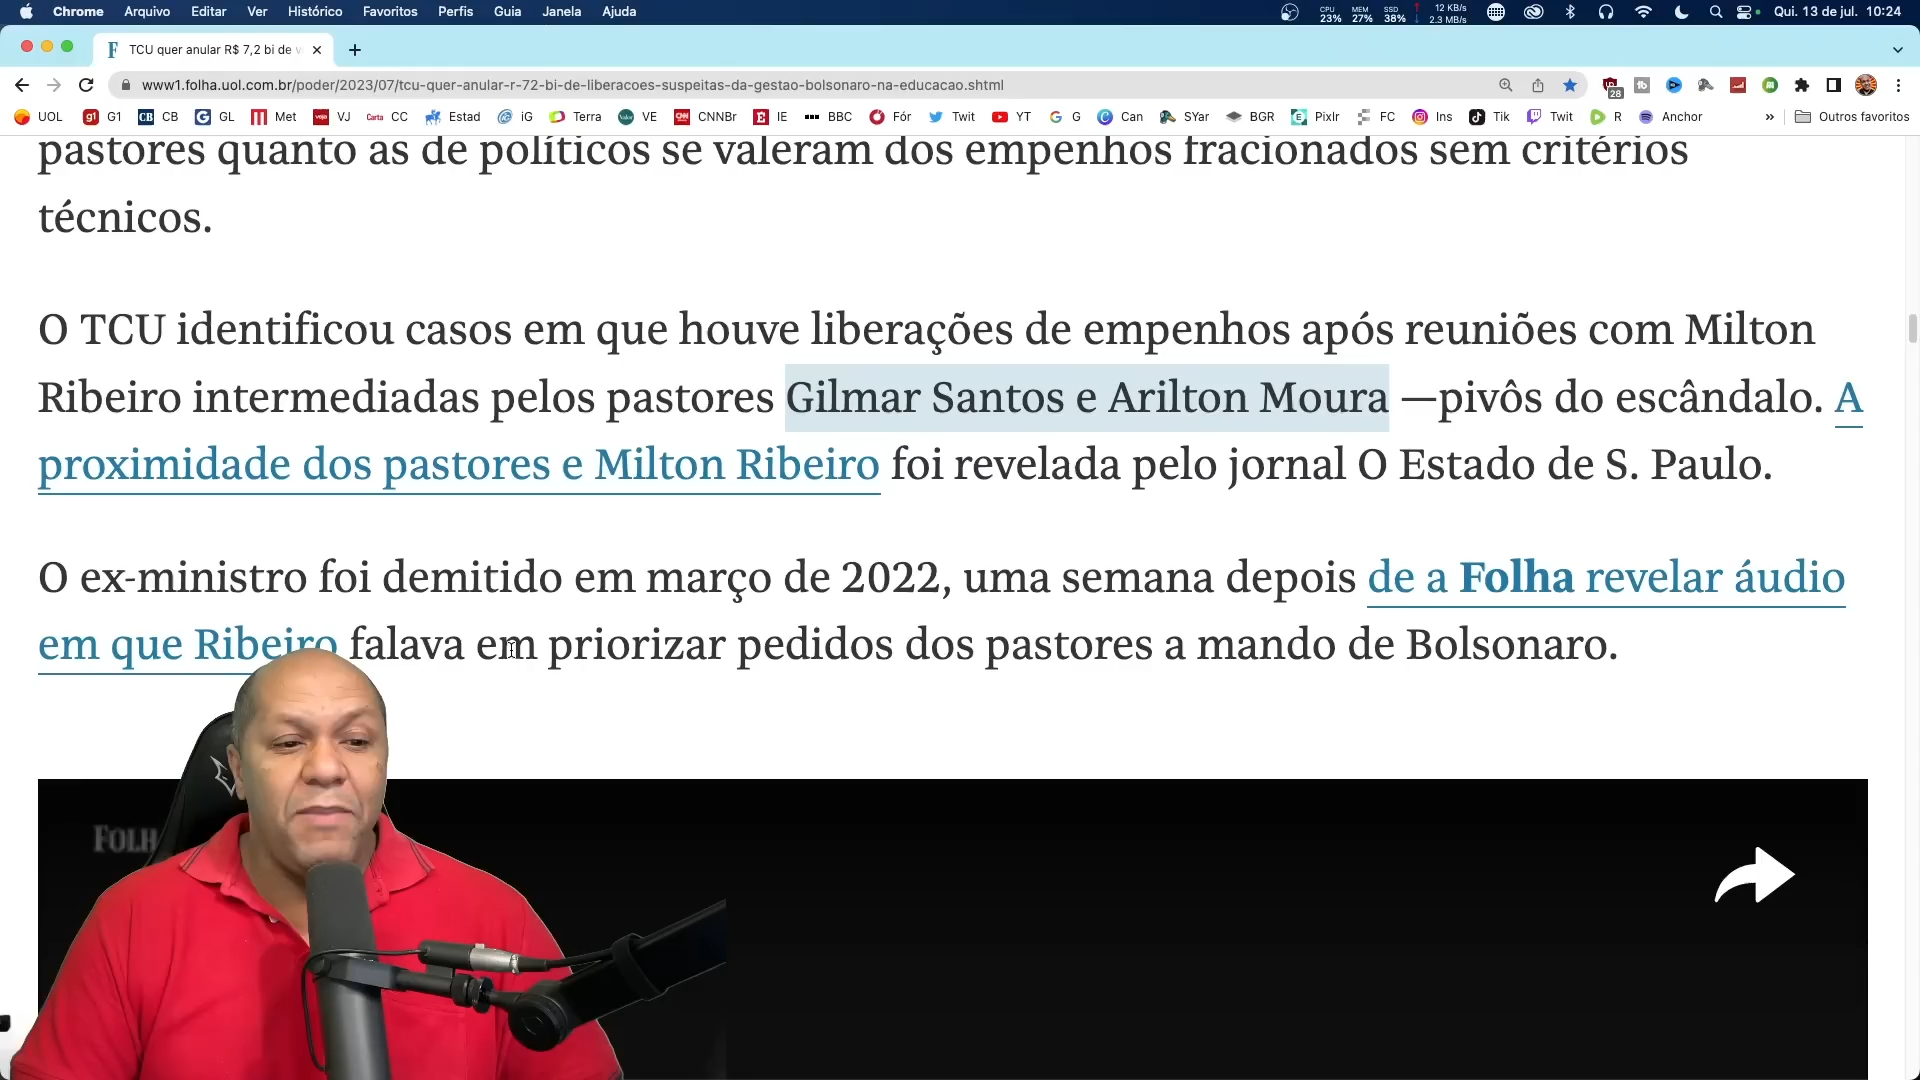 Chrome Arquivo Editar Ver Histórico Favoritos Perfis Guia Janela Ajuda
CPU 23% MEM 27% SSD 38% 12 KB/s 2.3 MB/s Qui. 13 de jul. 10:24
TCU quer anular R$ 7,2 bi de
www1.folha.uol.com.br/poder/2023/07/tcu-quer-anular-r-72-bi-de-liberacoes-suspeitas-da-gestao-bolsonaro-na-educacao.shtml
28
UOL G1 CB GL Met VJ CC Estad iG Terra VE CNNBr IE BBC Fór Twit YT G Can SYar BGR Pixlr FC Ins Tik Twit R Anchor » Outros favoritos
pastores quanto as de políticos se valeram dos empenhos fracionados sem critérios
técnicos.
O TCU identificou casos em que houve liberações de empenhos após reuniões com Milton
Ribeiro intermediadas pelos pastores Gilmar Santos e Arilton Moura —pivôs do escândalo. A
proximidade dos pastores e Milton Ribeiro foi revelada pelo jornal O Estado de S. Paulo.
O ex-ministro foi demitido em março de 2022, uma semana depois de a Folha revelar áudio
em que Ribeiro falava em priorizar pedidos dos pastores a mando de Bolsonaro.
FOLH